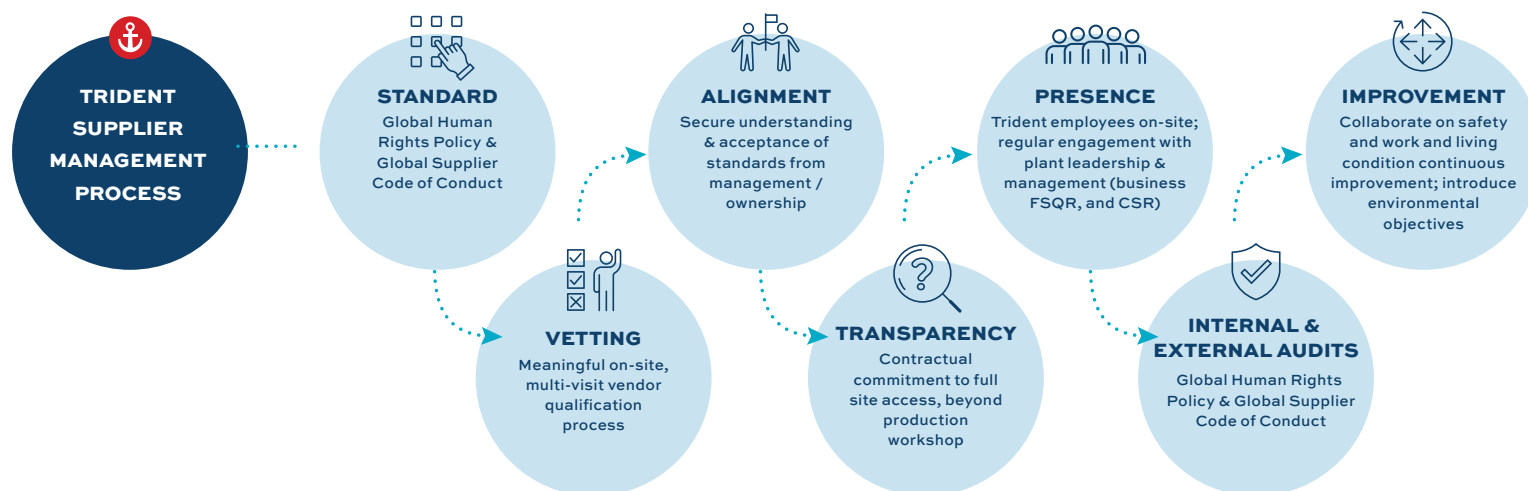 TRIDENT
SUPPLIER
MANAGEMENT
PROCESS
STANDARD
Global Human
Rights Policy &
Global Supplier
Code of Conduct
VETTING
Meaningful on-site,
multi-visit vendor
qualification
process
ALIGNMENT
Secure understanding
& acceptance of
standards from
management /
ownership
TRANSPARENCY
Contractual
commitment to full
site access, beyond
production
workshop
PRESENCE
Trident employees on-site;
regular engagement with
plant leadership &
management (business
FSQR, and CSR)
INTERNAL &
EXTERNAL AUDITS
Global Human Rights
Policy & Global Supplier
Code of Conduct
IMPROVEMENT
Collaborate on safety
and work and living
condition continuous
improvement; introduce
environmental
objectives